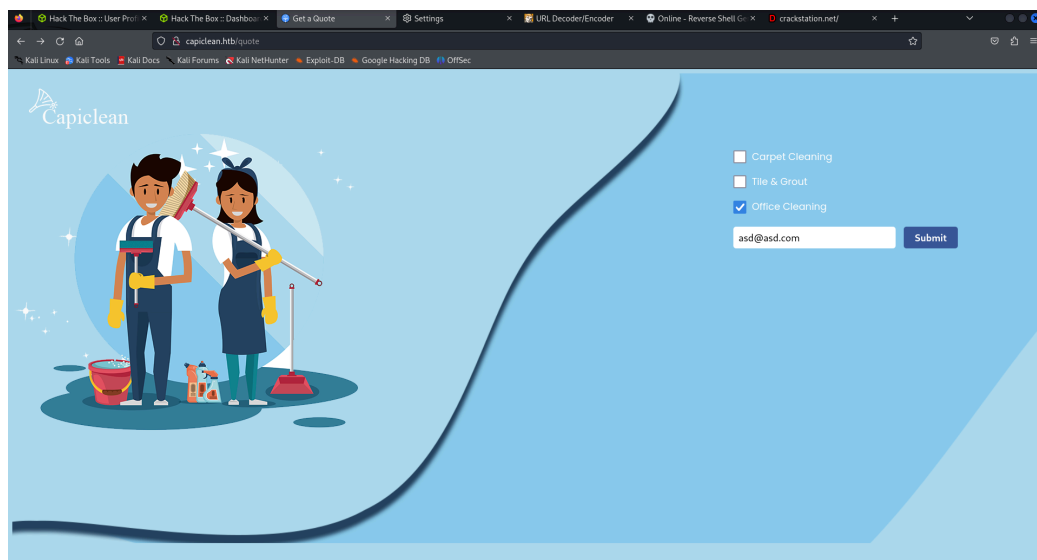 Hack The Box :: User Profi
Hack The Box :: Dashboar
Get a Quote
Settings
URL Decoder/Encoder
Online - Reverse Shell Ge
crackstation.net/
capiclean.htb/quote
Kali Linux
Kali Tools
Kali Docs
Kali Forums
Kali NetHunter
Exploit-DB
Google Hacking DB
OffSec
Capiclean
Carpet Cleaning
Tile & Grout
Office Cleaning
asd@asd.com
Submit